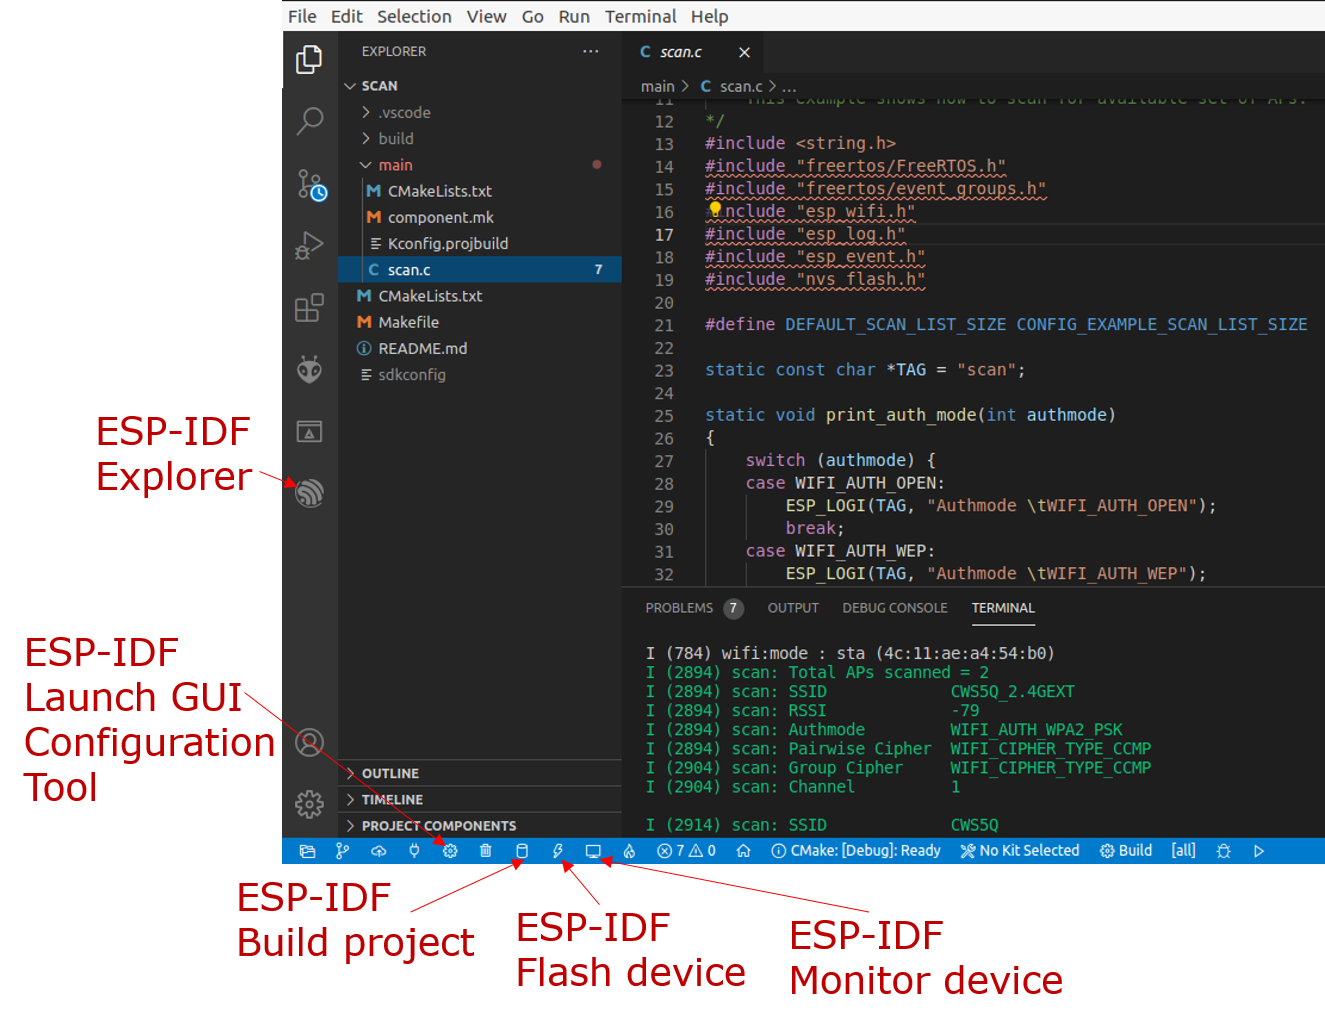 File Edit Selection View Go Run Terminal Help
EXPLORER ...
SCAN
.vscode
build
main
CMakeLists.txt
component.mk
Kconfig.projbuild
scan.c 7
CMakeLists.txt
Makefile
README.md
sdkconfig
OUTLINE
TIMELINE
PROJECT COMPONENTS
C scan.c ×
main > C scan.c > ...
11 This example shows how to scan for available set of APs.
12 */
13 #include <string.h>
14 #include "freertos/FreeRTOS.h"
15 #include "freertos/event_groups.h"
16 #include "esp_wifi.h"
17 #include "esp_log.h"
18 #include "esp_event.h"
19 #include "nvs_flash.h"
20
21 #define DEFAULT_SCAN_LIST_SIZE CONFIG_EXAMPLE_SCAN_LIST_SIZE
22
23 static const char *TAG = "scan";
24
25 static void print_auth_mode(int authmode)
26 {
27 switch (authmode) {
28 case WIFI_AUTH_OPEN:
29 ESP_LOGI(TAG, "Authmode \tWIFI_AUTH_OPEN");
30 break;
31 case WIFI_AUTH_WEP:
32 ESP_LOGI(TAG, "Authmode \tWIFI_AUTH_WEP");
PROBLEMS 7 OUTPUT DEBUG CONSOLE TERMINAL
I (784) wifi:mode : sta (4c:11:ae:a4:54:b0)
I (2894) scan: Total APs scanned = 2
I (2894) scan: SSID CWS5Q_2.4GEXT
I (2894) scan: RSSI -79
I (2894) scan: Authmode WIFI_AUTH_WPA2_PSK
I (2894) scan: Pairwise Cipher WIFI_CIPHER_TYPE_CCMP
I (2904) scan: Group Cipher WIFI_CIPHER_TYPE_CCMP
I (2904) scan: Channel 1
I (2914) scan: SSID CWS5Q
7 0 CMake: [Debug]: Ready No Kit Selected Build [all]
ESP-IDF
Explorer
ESP-IDF
Launch GUI
Configuration
Tool
ESP-IDF
Build project
ESP-IDF
Flash device
ESP-IDF
Monitor device